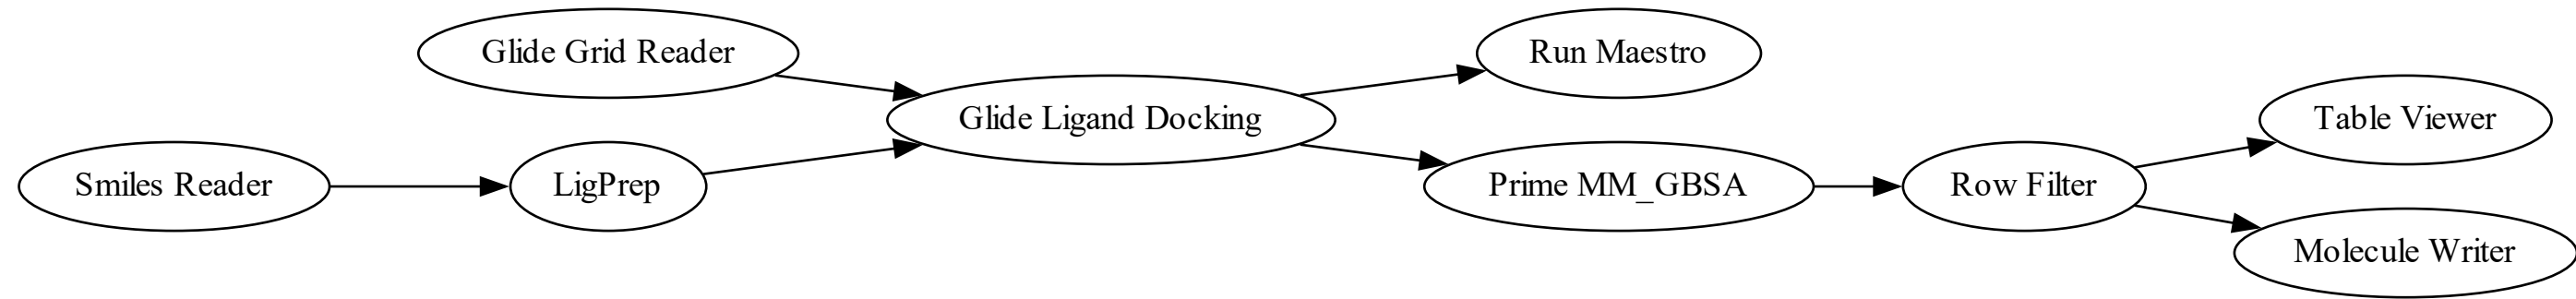 Glide Grid Reader
Run Maestro
Glide Ligand Docking
Table Viewer
Smiles Reader
LigPrep
Prime MM_GBSA
Row Filter
Molecule Writer